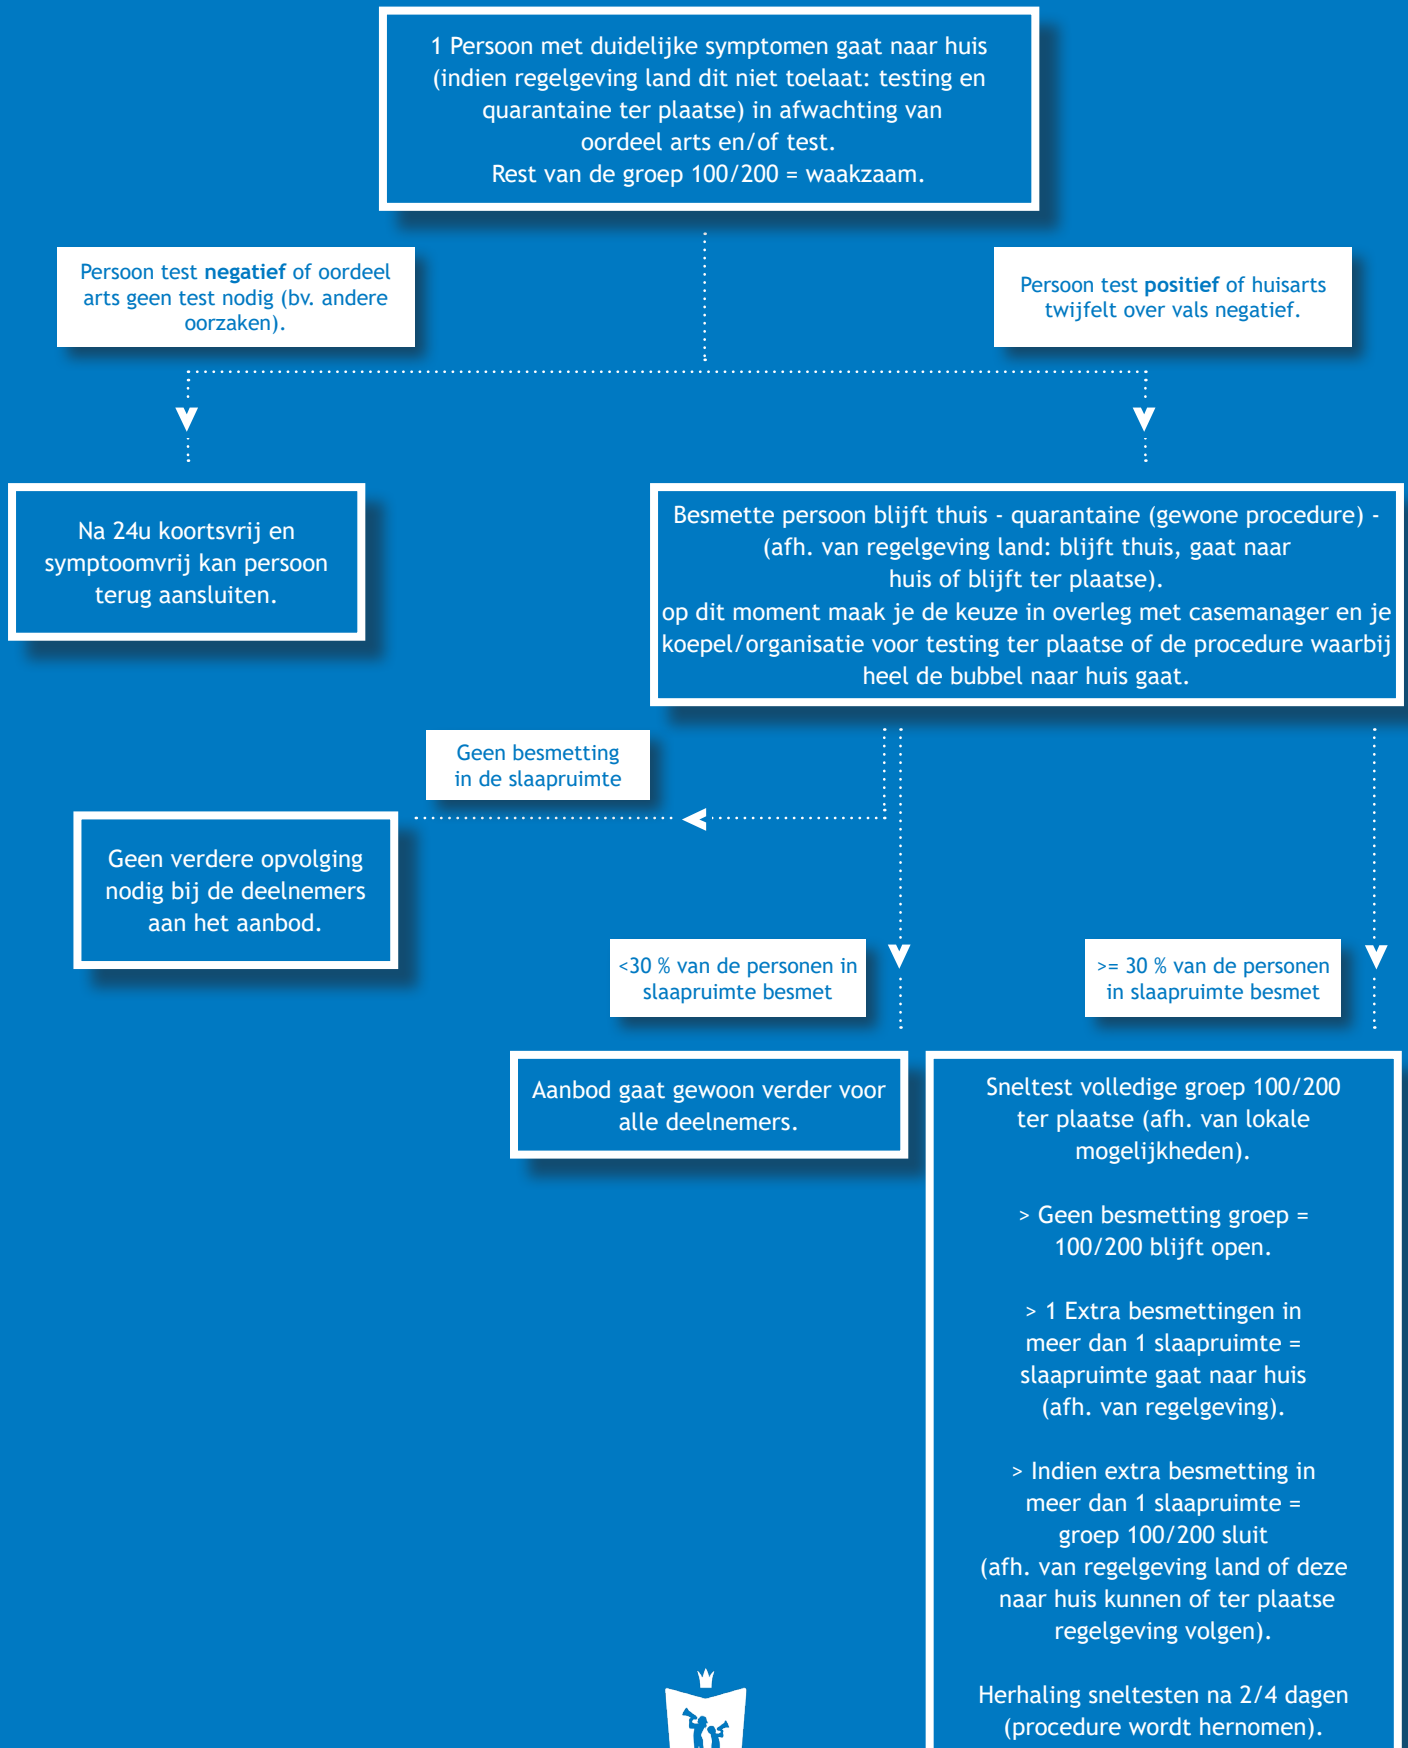 1 Persoon met duidelijke symptomen gaat naar huis
(indien regelgeving land dit niet toelaat: testing en
quarantaine ter plaatse) in afwachting van
oordeel arts en/of test.
Rest van de groep 100/200 = waakzaam.
Persoon test negatief of oordeel
arts geen test nodig (bv. andere
oorzaken).
Persoon test positief of huisarts
twijfelt over vals negatief.
Na 24u koortsvrij en
symptoomvrij kan persoon
terug aansluiten.
Besmette persoon blijft thuis - quarantaine (gewone procedure) -
(afh. van regelgeving land: blijft thuis, gaat naar
huis of blijft ter plaatse).
op dit moment maak je de keuze in overleg met casemanager en je
koepel/organisatie voor testing ter plaatse of de procedure waarbij
heel de bubbel naar huis gaat.
Geen besmetting
in de slaapruimte
Geen verdere opvolging
nodig bij de deelnemers
aan het aanbod.
<30 % van de personen in
slaapruimte besmet
>= 30 % van de personen
in slaapruimte besmet
Aanbod gaat gewoon verder voor
alle deelnemers.
Sneltest volledige groep 100/200
ter plaatse (afh. van lokale
mogelijkheden).
> Geen besmetting groep =
100/200 blijft open.
> 1 Extra besmettingen in
meer dan 1 slaapruimte =
slaapruimte gaat naar huis
(afh. van regelgeving).
> Indien extra besmetting in
meer dan 1 slaapruimte =
groep 100/200 sluit
(afh. van regelgeving land of deze
naar huis kunnen of ter plaatse
regelgeving volgen).
Herhaling sneltesten na 2/4 dagen
(procedure wordt hernomen).